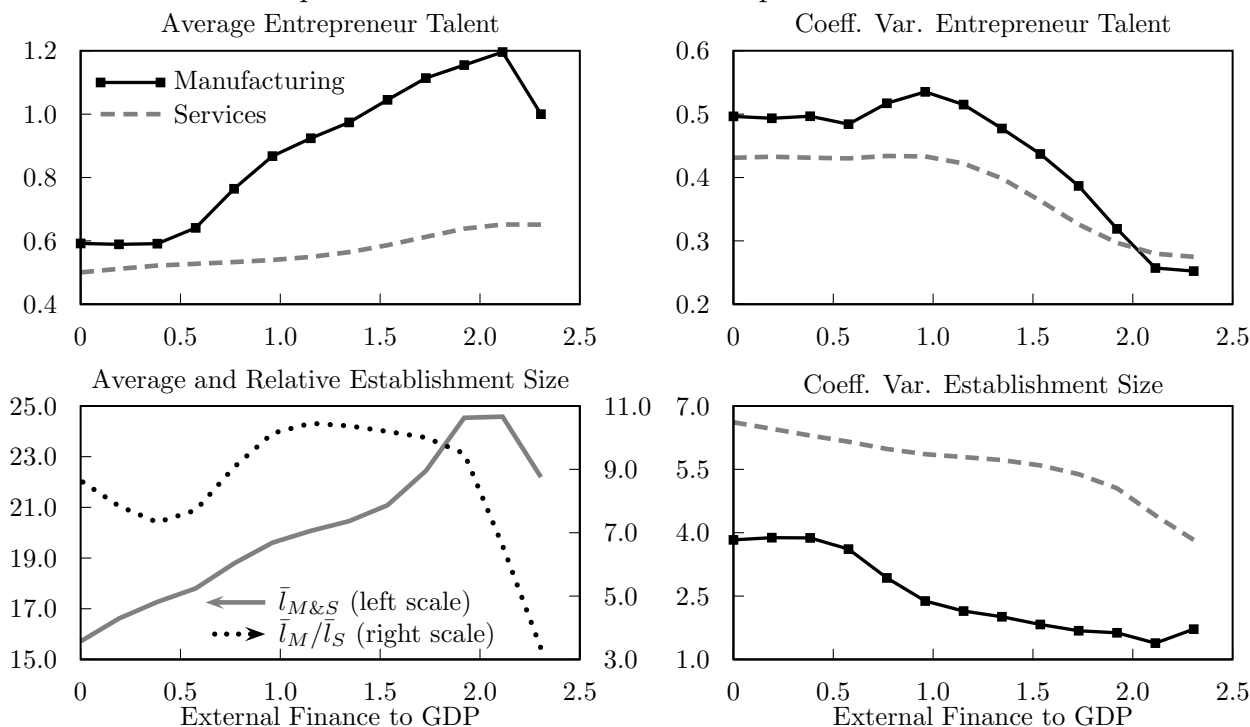 Average Entrepreneur Talent
1.2
1.0
0.8
0.6
0.4
Manufacturing
Services
0 0.5 1.0 1.5 2.0 2.5
Coeff. Var. Entrepreneur Talent
0.6
0.5
0.4
0.3
0.2
0 0.5 1.0 1.5 2.0 2.5
Average and Relative Establishment Size
25.0
23.0
21.0
19.0
17.0
15.0
11.0
9.0
7.0
5.0
3.0
l̄_{M&S} (left scale)
l̄_M/l̄_S (right scale)
0 0.5 1.0 1.5 2.0 2.5
External Finance to GDP
Coeff. Var. Establishment Size
7.0
5.5
4.0
2.5
1.0
0 0.5 1.0 1.5 2.0 2.5
External Finance to GDP